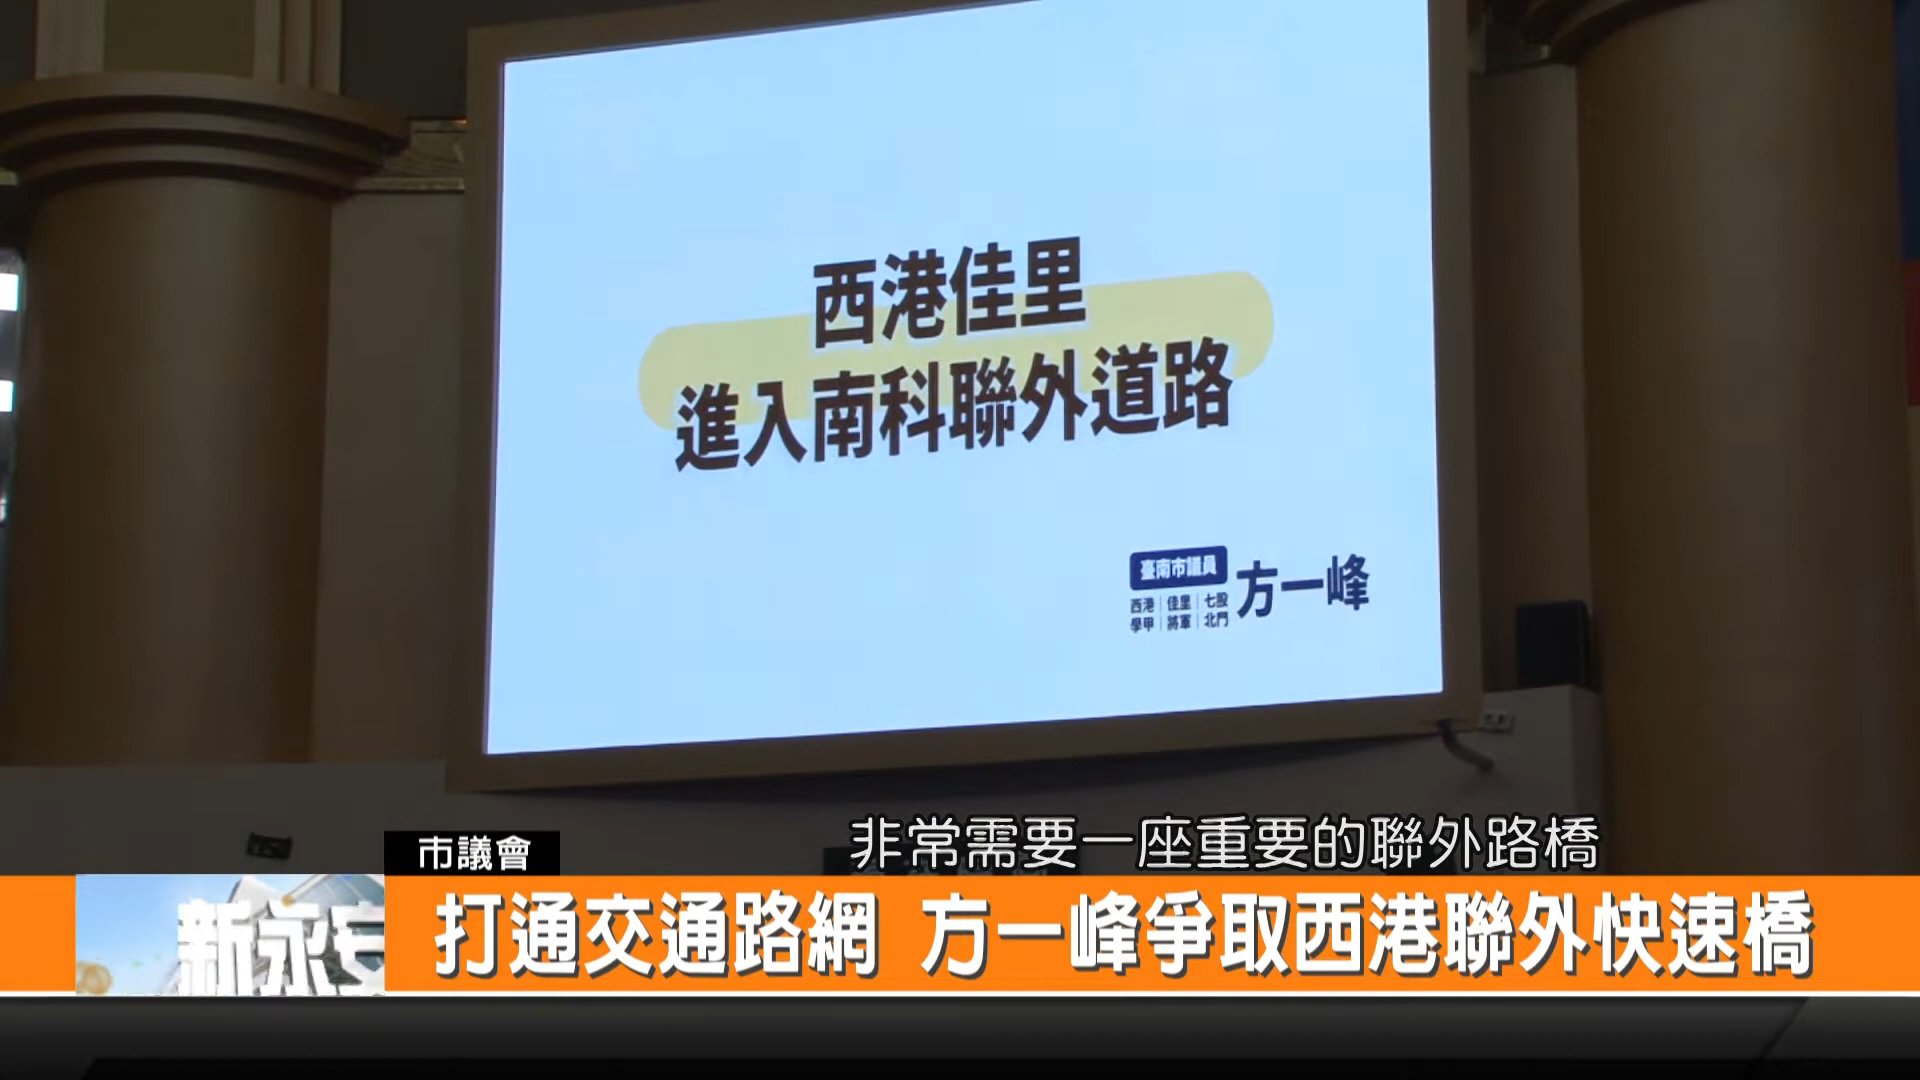 西港佳里
進入南科聯外道路
臺南市議員
西港｜佳里｜七股
學甲｜將軍｜北門
方一峰
非常需要一座重要的聯外路橋
市議會
新永安
打通交通路網 方一峰爭取西港聯外快速橋